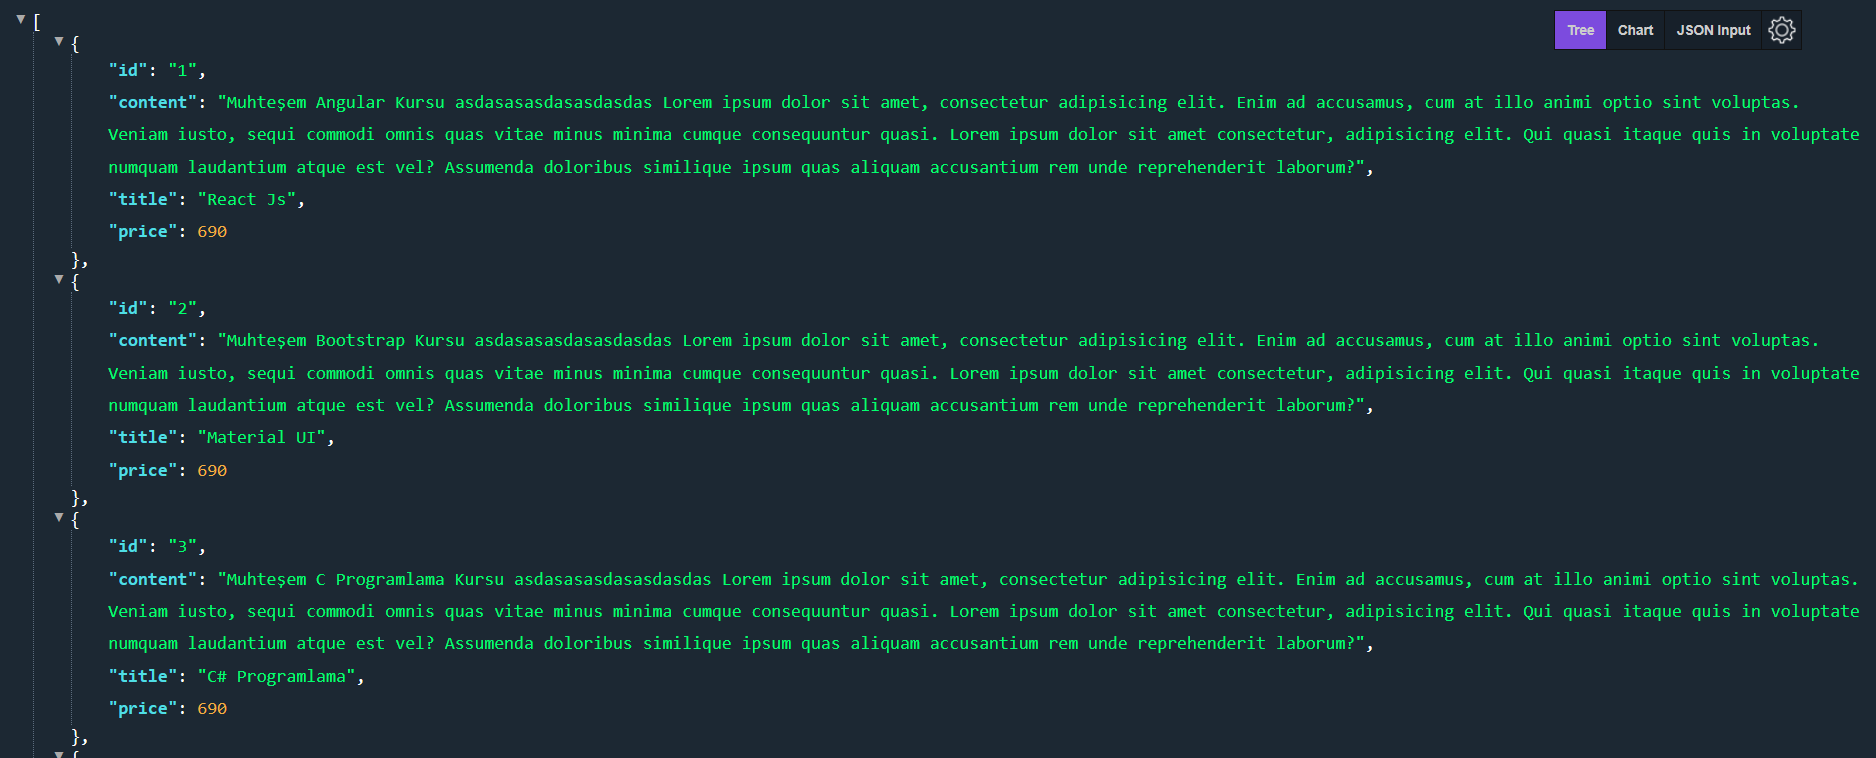 [
{
"id": "1",
"content": "Muhteşem Angular Kursu asdasasasdasasdasdas Lorem ipsum dolor sit amet, consectetur adipisicing elit. Enim ad accusamus, cum at illo animi optio sint voluptas.
Veniam iusto, sequi commodi omnis quas vitae minus minima cumque consequuntur quasi. Lorem ipsum dolor sit amet consectetur, adipisicing elit. Qui quasi itaque quis in voluptate
numquam laudantium atque est vel? Assumenda doloribus similique ipsum quas aliquam accusantium rem unde reprehenderit laborum?",
"title": "React Js",
"price": 690
},
{
"id": "2",
"content": "Muhteşem Bootstrap Kursu asdasasasdasasdasdas Lorem ipsum dolor sit amet, consectetur adipisicing elit. Enim ad accusamus, cum at illo animi optio sint voluptas.
Veniam iusto, sequi commodi omnis quas vitae minus minima cumque consequuntur quasi. Lorem ipsum dolor sit amet consectetur, adipisicing elit. Qui quasi itaque quis in voluptate
numquam laudantium atque est vel? Assumenda doloribus similique ipsum quas aliquam accusantium rem unde reprehenderit laborum?",
"title": "Material UI",
"price": 690
},
{
"id": "3",
"content": "Muhteşem C Programlama Kursu asdasasasdasasdasdas Lorem ipsum dolor sit amet, consectetur adipisicing elit. Enim ad accusamus, cum at illo animi optio sint voluptas.
Veniam iusto, sequi commodi omnis quas vitae minus minima cumque consequuntur quasi. Lorem ipsum dolor sit amet consectetur, adipisicing elit. Qui quasi itaque quis in voluptate
numquam laudantium atque est vel? Assumenda doloribus similique ipsum quas aliquam accusantium rem unde reprehenderit laborum?",
"title": "C# Programlama",
"price": 690
},
{
Tree Chart JSON Input